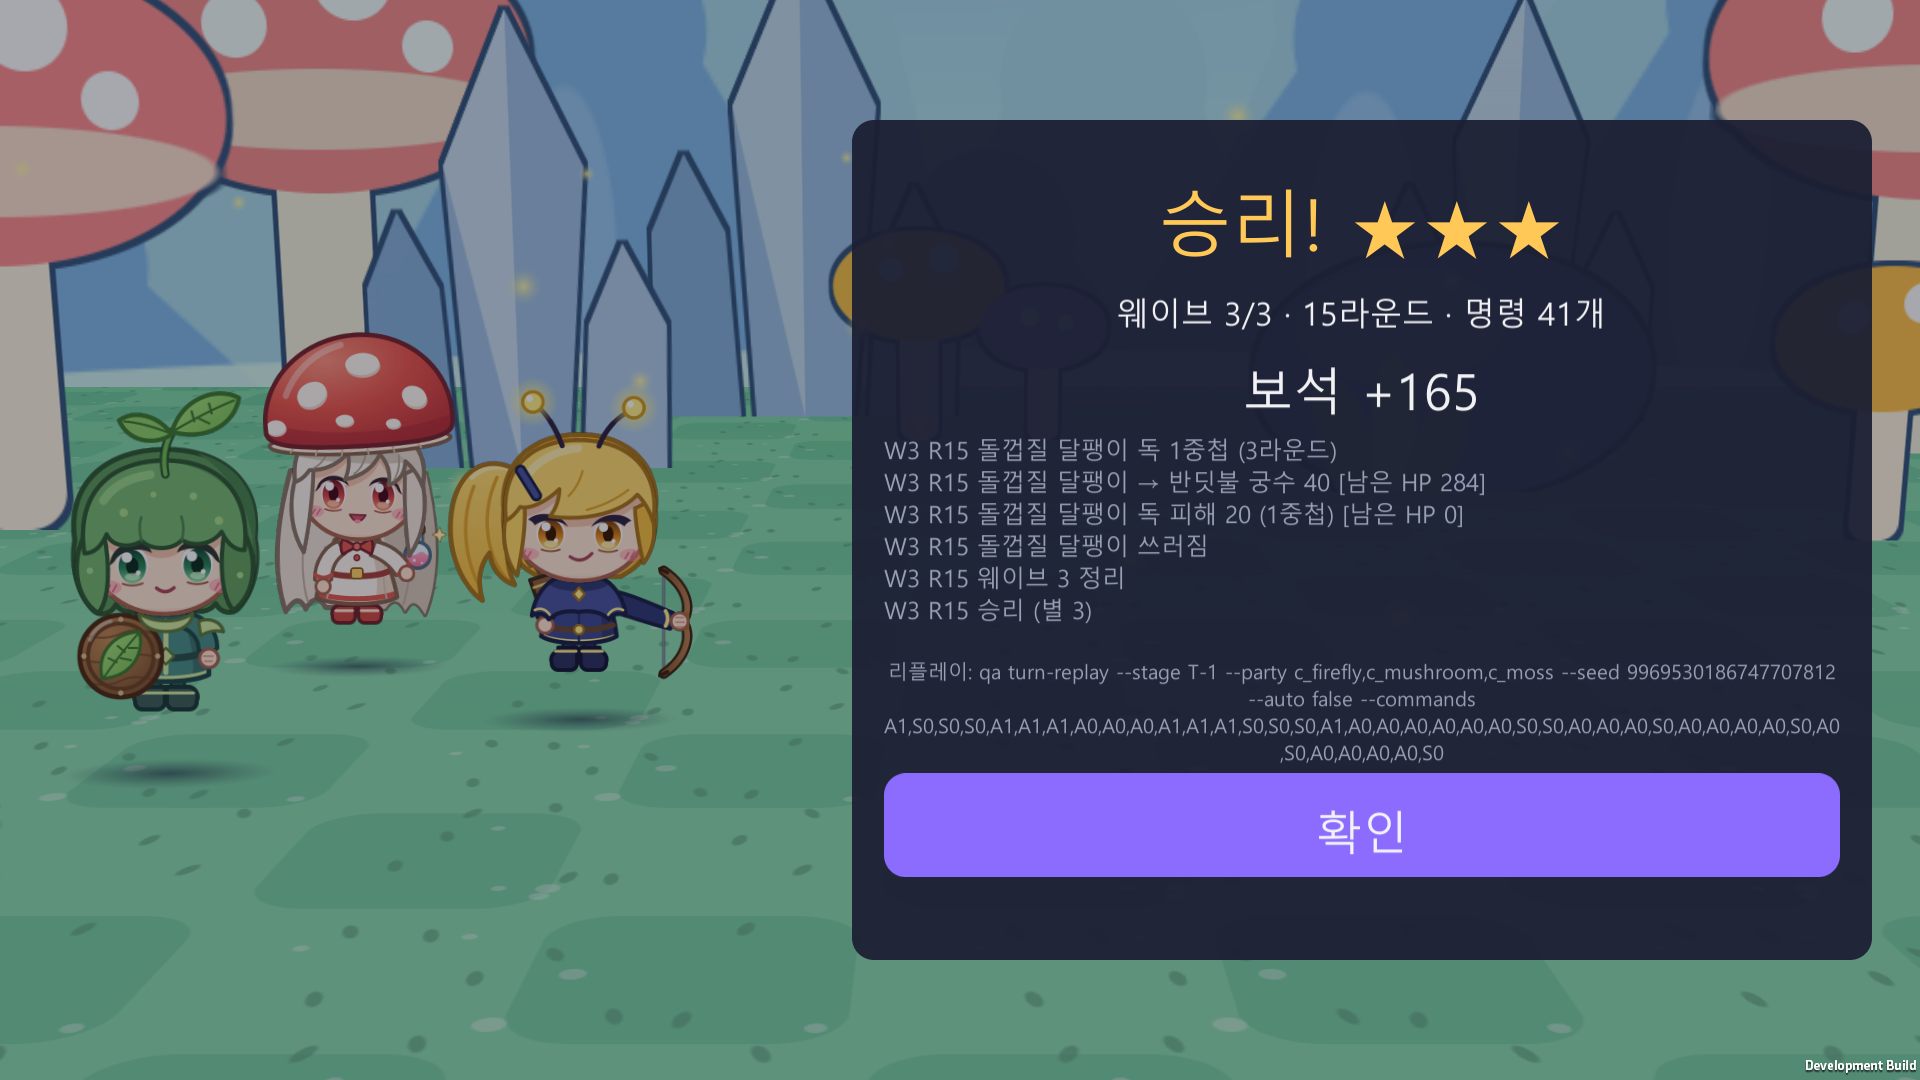 승리! ★★★
웨이브 3/3 · 15라운드 · 명령 41개
보석 +165
W3 R15 돌껍질 달팽이 독 1중첩 (3라운드)
W3 R15 돌껍질 달팽이 → 반딧불 궁수 40 [남은 HP 284]
W3 R15 돌껍질 달팽이 독 피해 20 (1중첩) [남은 HP 0]
W3 R15 돌껍질 달팽이 쓰러짐
W3 R15 웨이브 3 정리
W3 R15 승리 (별 3)
리플레이: qa turn-replay --stage T-1 --party c_firefly,c_mushroom,c_moss --seed 9969530186747707812
--auto false --commands
A1,S0,S0,S0,A1,A1,A1,A0,A0,A0,A1,A1,A1,S0,S0,S0,A1,A0,A0,A0,A0,A0,A0,S0,S0,A0,A0,A0,S0,A0,A0,A0,A0,S0,A0
,S0,A0,A0,A0,A0,S0
확인
Development Build